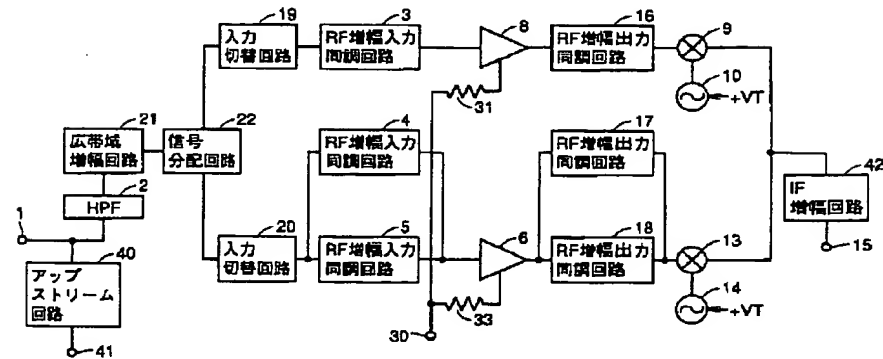 19
入力
切替回路
3
RF増幅入力
同調回路
8
16
RF増幅出力
同調回路
9
10
+VT
31
21
広帯域
増幅回路
22
信号
分配回路
4
RF増幅入力
同調回路
17
RF増幅出力
同調回路
42
IF
増幅回路
15
2
HPF
1
20
入力
切替回路
5
RF増幅入力
同調回路
6
18
RF増幅出力
同調回路
13
14
+VT
33
30
40
アップ
ストリーム
回路
41